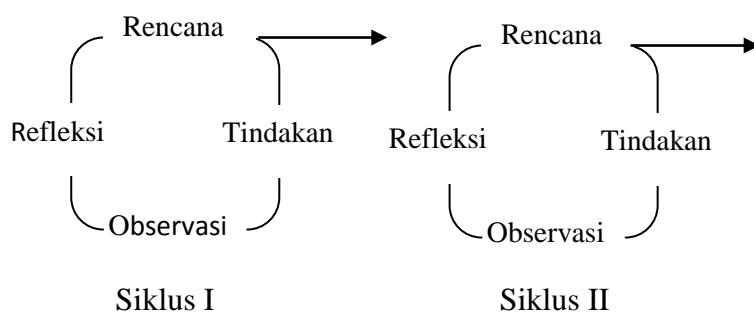 Rencana
Refleksi
Tindakan
Observasi
Siklus I
Rencana
Refleksi
Tindakan
Observasi
Siklus II